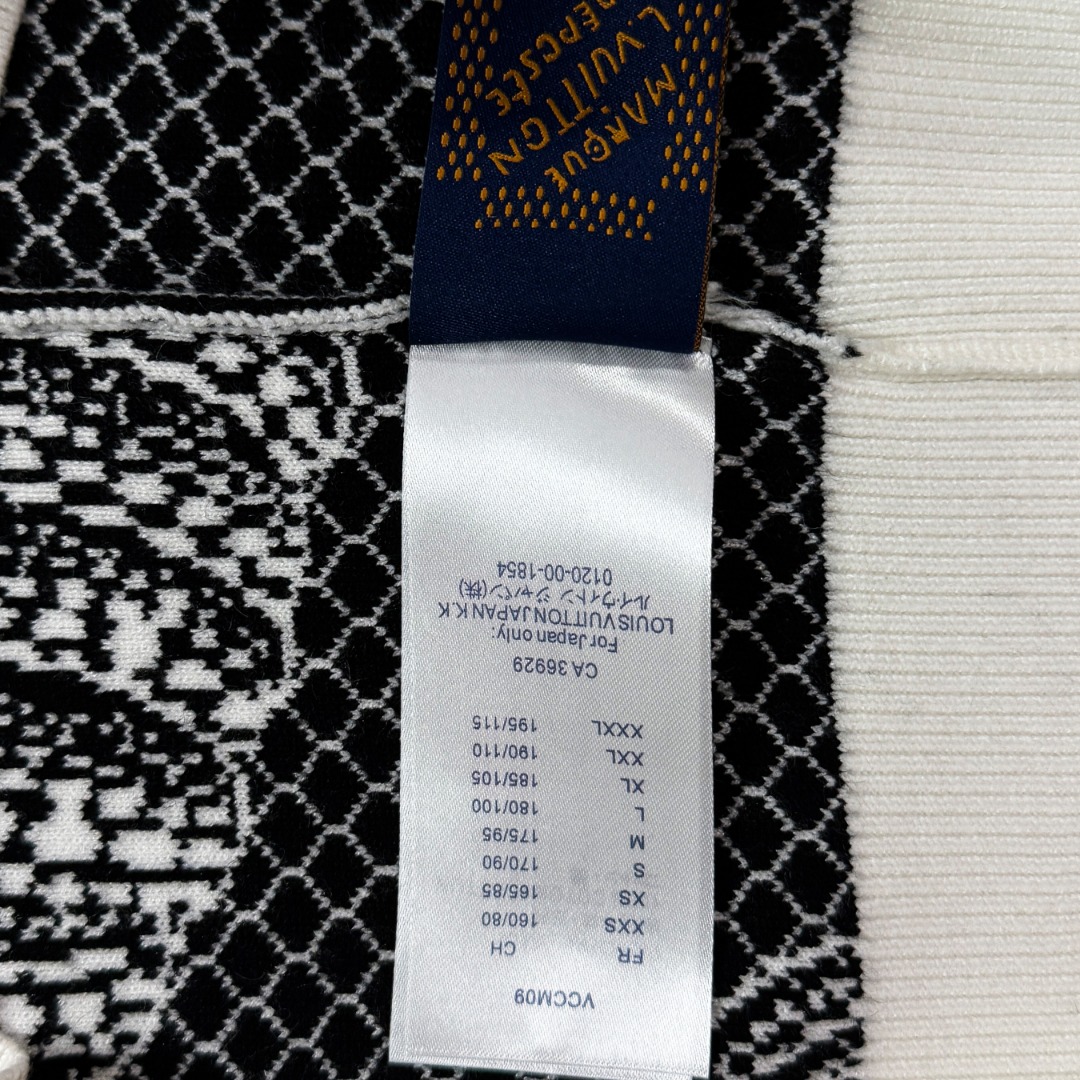 MARQUE
L. VUITTON
DEPOSÉE
VCCM09
FR CH
XXS 160/80
XS 165/85
S 170/90
M 175/95
L 180/100
XL 185/105
XXL 190/110
XXXL 195/115
CA 36929
For Japan only:
LOUIS VUITTON JAPAN K K
ルイ・ヴィトン ジャパン(株)
0120-00-1854